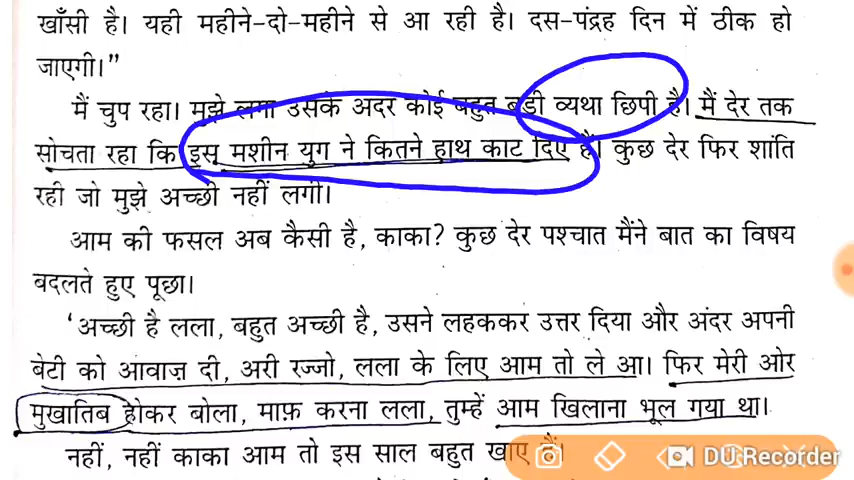 खाँसी है। यही महीने-दो-महीने से आ रही है। दस-पंद्रह दिन में ठीक हो
जाएगी।”
मैं चुप रहा। मुझे लगा उसके अंदर कोई बहुत बड़ी व्यथा छिपी है। मैं देर तक
सोचता रहा कि इस मशीन युग ने कितने हाथ काट दिए हैं। कुछ देर फिर शांति
रही जो मुझे अच्छी नहीं लगी।
आम की फसल अब कैसी है, काका? कुछ देर पश्चात मैंने बात का विषय
बदलते हुए पूछा।
‘अच्छी है लला, बहुत अच्छी है, उसने लहककर उत्तर दिया और अंदर अपनी
बेटी को आवाज़ दी, अरी रज्जो, लला के लिए आम तो ले आ। फिर मेरी ओर
मुखातिब होकर बोला, माफ़ करना लला, तुम्हें आम खिलाना भूल गया था।
नहीं, नहीं काका आम तो इस साल बहुत खाए हैं।
DU Recorder